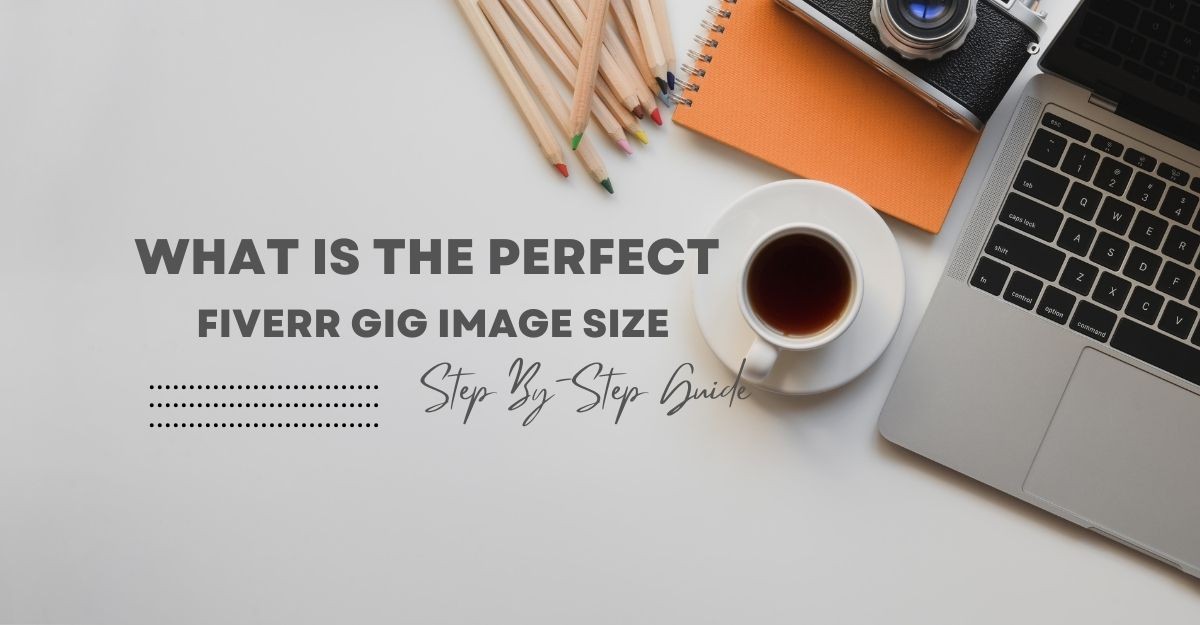 WHAT IS THE PERFECT
FIVERR GIG IMAGE SIZE
Step By-Step Guide
esc
~ ` ! 1 @ 2 # 3 $ 4
tab Q W E R
caps lock A S D F
shift Z X C V
fn control option command